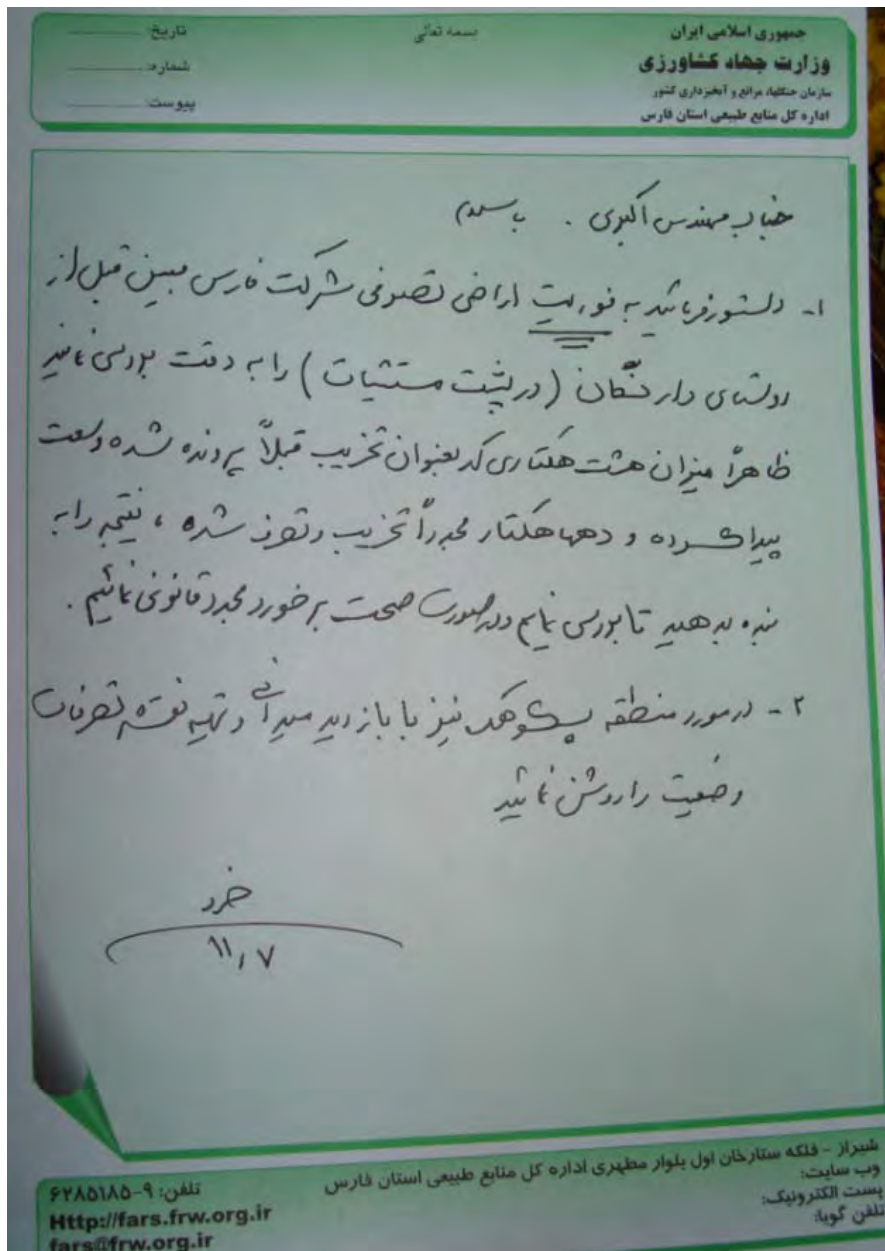 بسمه تعالی
جمهوری اسلامی ایران
وزارت جهاد کشاورزی
سازمان جنگلها، مراتع و آبخیزداری کشور
اداره کل منابع طبیعی استان فارس
تاریخ:
شماره:
پیوست:
جناب مهندس اکبری . با سلام
۱- دستور فرمائید به فوریت اراضی تصرفی شرکت فارس مبین قبل از
روستای دارنگان (در پشت مستثنیات) را به دقت بررسی نمایند
ظاهراً میزان هشت هکتاری که بعنوان تخریب قبلاً پرونده شده وسعت
پیدا کرده و دهها هکتار مجدداً تخریب و تصرف شده ، نتیجه را به
بنده بدهید تا بررسی نمایم و در صورت صحت برخورد مجدد قانونی نمائیم .
۲- در مورد منطقه بسکوهک نیز با بازدید میدانی و تهیه نقشه تصرفات
وضعیت را روشن نمائید
خرد
۱۱/۷
شیراز - فلکه ستارخان اول بلوار مطهری اداره کل منابع طبیعی استان فارس
تلفن: ۹-۶۲۸۵۱۸۵
وب سایت:
Http://fars.frw.org.ir
پست الکترونیک:
fars@frw.org.ir
تلفن گویا: